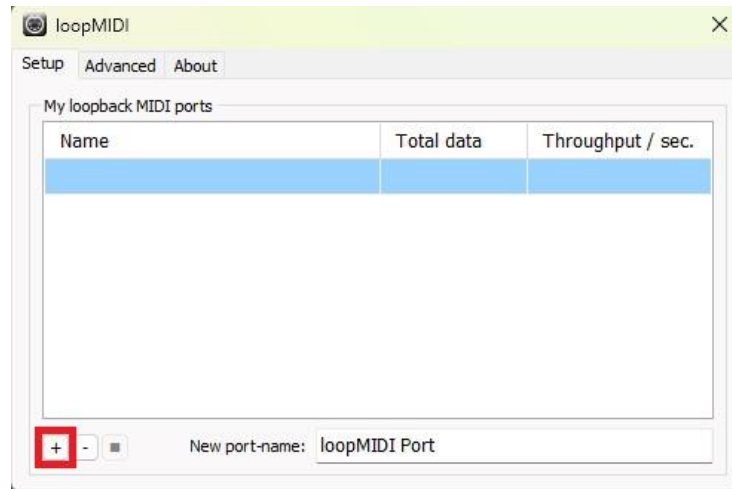 loopMIDI
Setup Advanced About
My loopback MIDI ports
Name Total data Throughput / sec.
+ - New port-name: loopMIDI Port